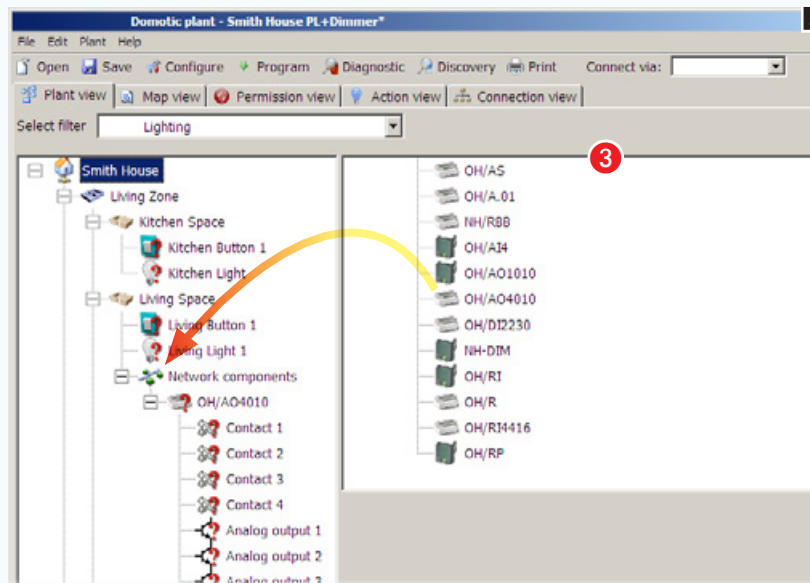 Domotic plant - Smith House PL+Dimmer*
File Edit Plant Help
Open Save Configure Program Diagnostic Discovery Print Connect via:
Plant view Map view Permission view Action view Connection view
Select filter Lighting
3
Smith House
Living Zone
Kitchen Space
Kitchen Button 1
Kitchen Light
Living Space
Living Button 1
Living Light 1
Network components
OH/AO4010
Contact 1
Contact 2
Contact 3
Contact 4
Analog output 1
Analog output 2
Analog output 3
OH/AS
OH/A.01
NH/RBB
OH/AI4
OH/AO1010
OH/AO4010
OH/DI2230
NH-DIM
OH/RI
OH/R
OH/RI4416
OH/RP